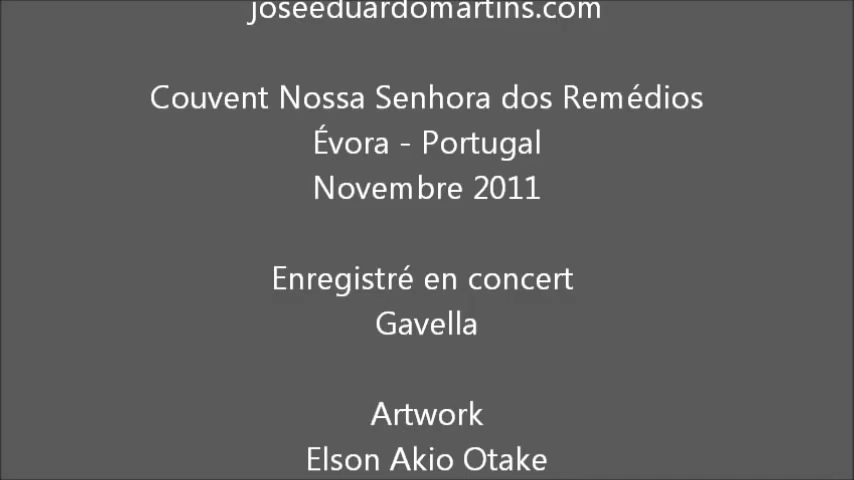 joseeduardomartins.com
Couvent Nossa Senhora dos Remédios
Évora - Portugal
Novembre 2011
Enregistré en concert
Gavella
Artwork
Elson Akio Otake